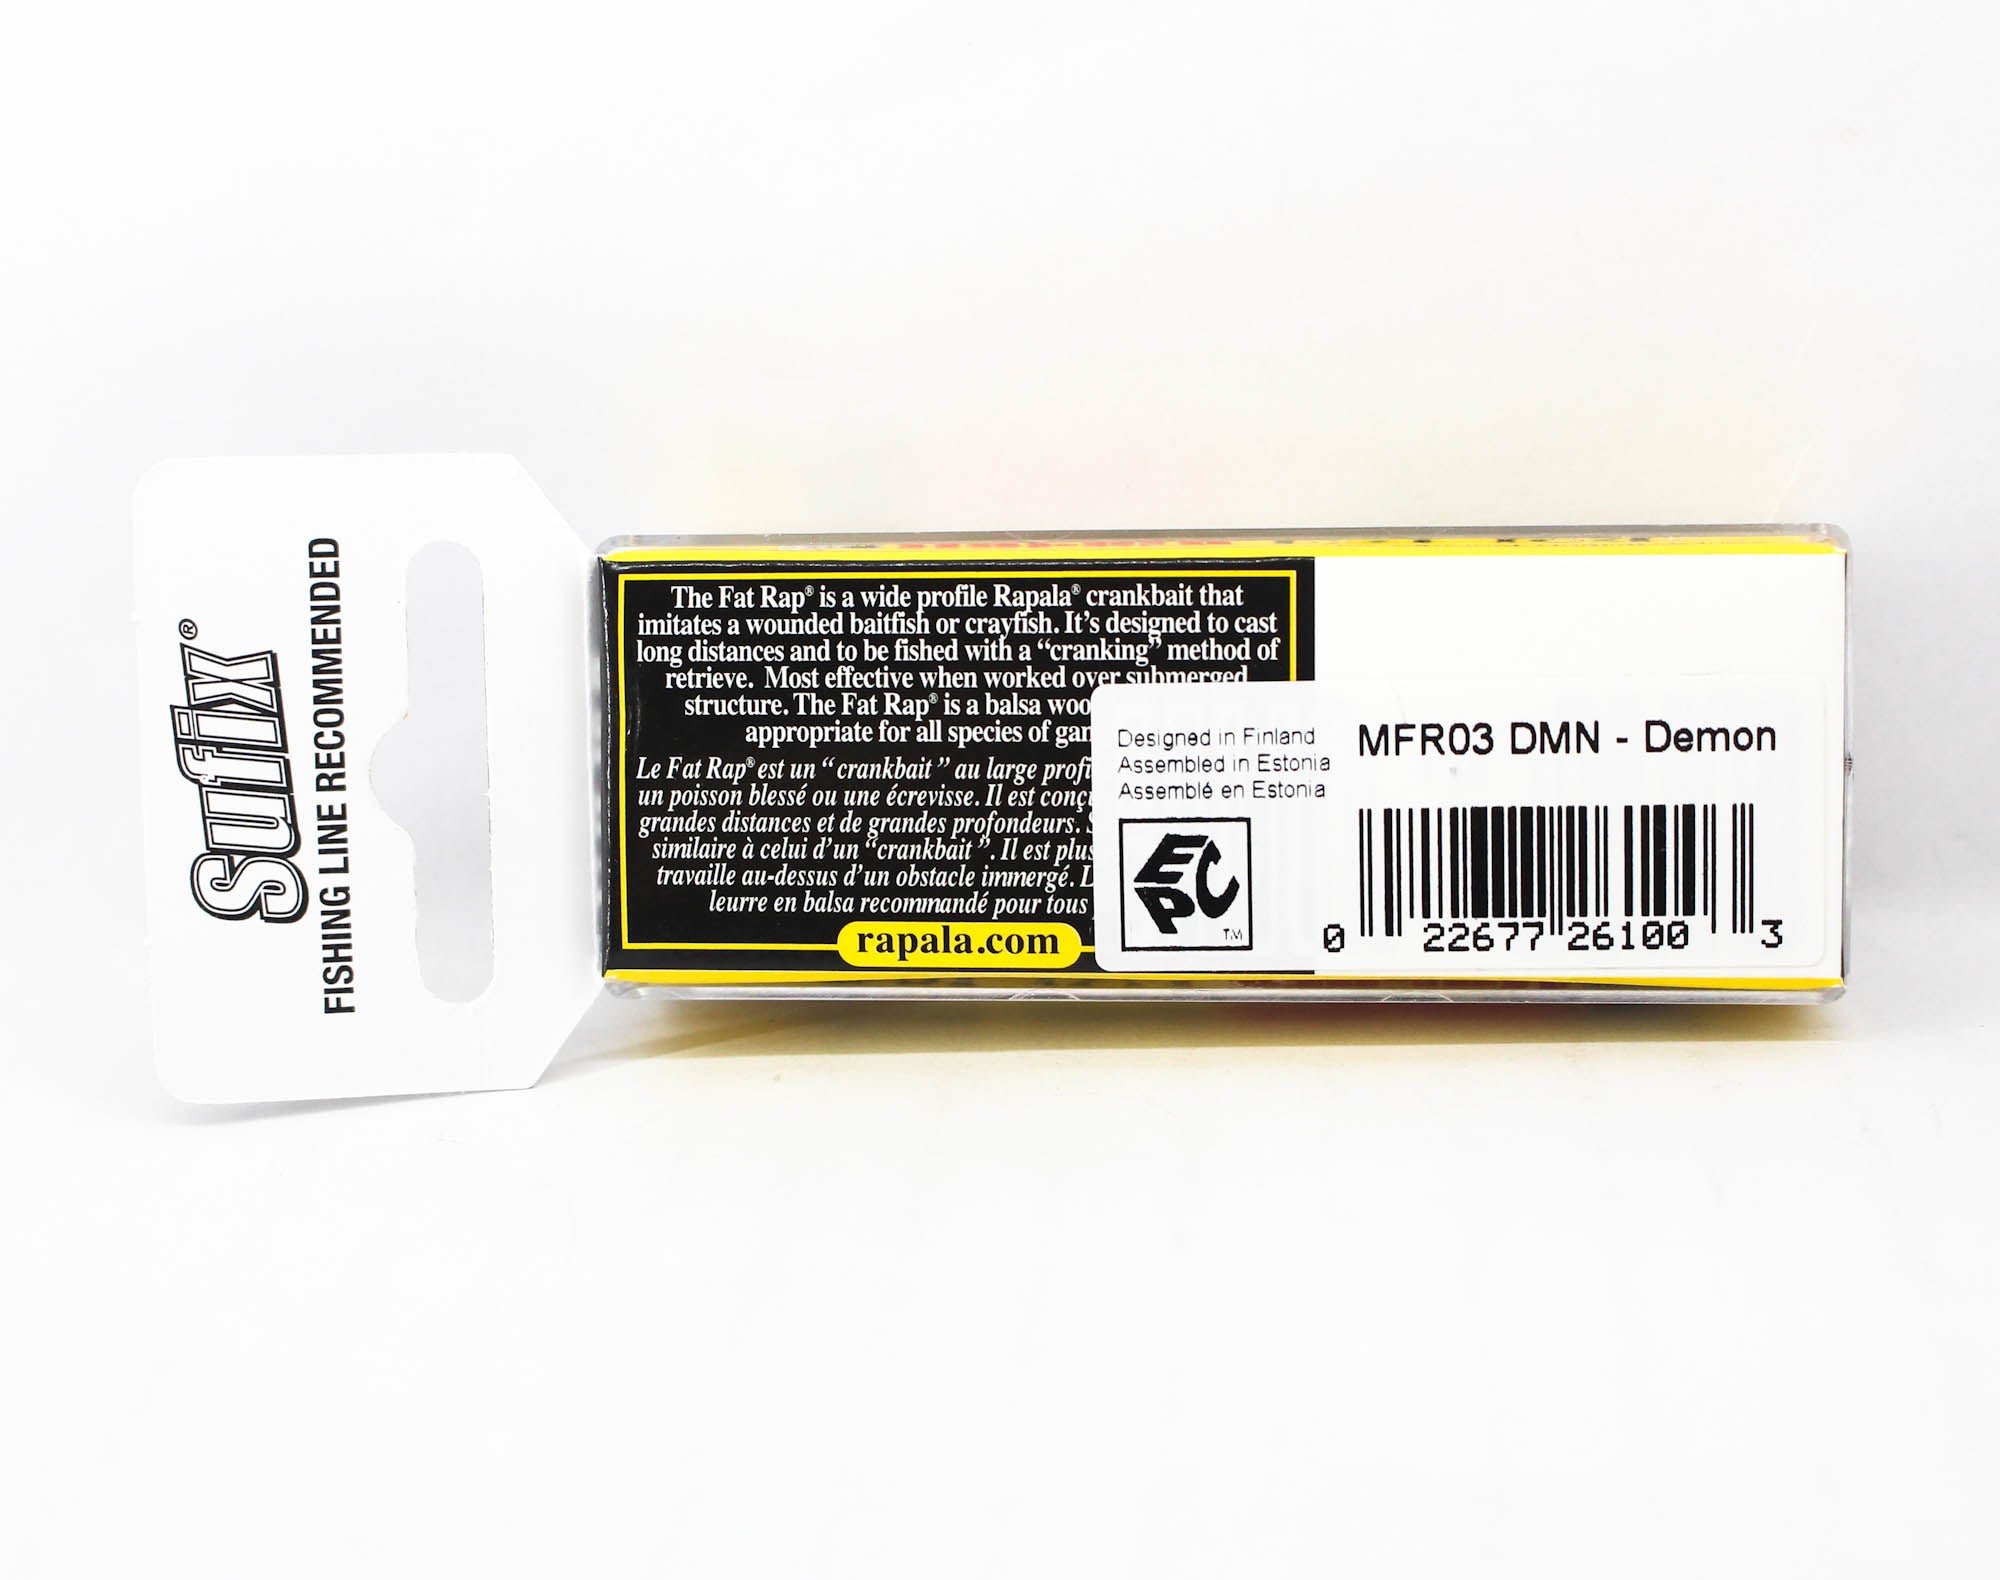 Sufix®
FISHING LINE RECOMMENDED
The Fat Rap® is a wide profile Rapala® crankbait that
imitates a wounded baitfish or crayfish. It's designed to cast
long distances and to be fished with a “cranking” method of
retrieve. Most effective when worked over submerged
structure. The Fat Rap® is a balsa
appropriate for all species of
Le Fat Rap® est un “crankbait” au large
un poisson blessé ou une écrevisse. Il est
grandes distances et de grandes profondeurs.
similaire à celui d'un “crankbait”. Il est plus
travaille au-dessus d'un obstacle immergé.
leurre en balsa recommandé pour tous
rapala.com
Designed in Finland
Assembled in Estonia
Assemblé en Estonia
EPC
TM
MFR03 DMN - Demon
0 22677 26100 3